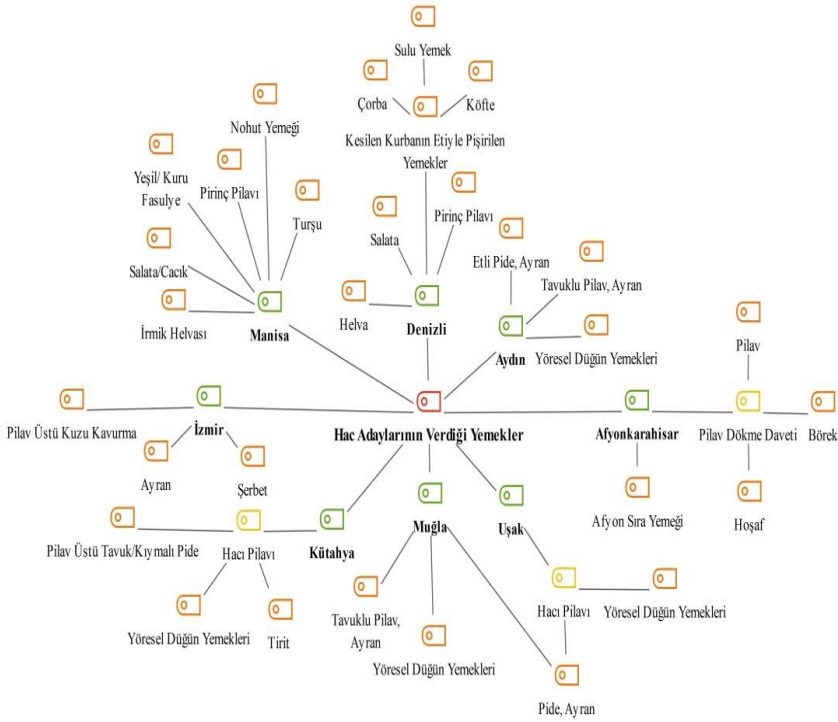 Sulu Yemek
Çorba
Köfte
Kesilen Kurbanın Etiyle Pişirilen
Yemekler
Nohut Yemeği
Yeşil/ Kuru
Fasulye
Pirinç Pilavı
Turşu
Salata/Cacık
İrmik Helvası
Manisa
Salata
Pirinç Pilavı
Helva
Denizli
Etli Pide, Ayran
Tavuklu Pilav, Ayran
Aydın
Yöresel Düğün Yemekleri
Pilav
Pilav Üstü Kuzu Kavurma
İzmir
Hac Adaylarının Verdiği Yemekler
Afyonkarahisar
Pilav Dökme Daveti
Börek
Ayran
Şerbet
Afyon Sıra Yemeği
Hoşaf
Pilav Üstü Tavuk/Kıymalı Pide
Hacı Pilavı
Kütahya
Muğla
Uşak
Yöresel Düğün Yemekleri
Tirit
Tavuklu Pilav,
Ayran
Yöresel Düğün Yemekleri
Hacı Pilavı
Yöresel Düğün Yemekleri
Pide, Ayran